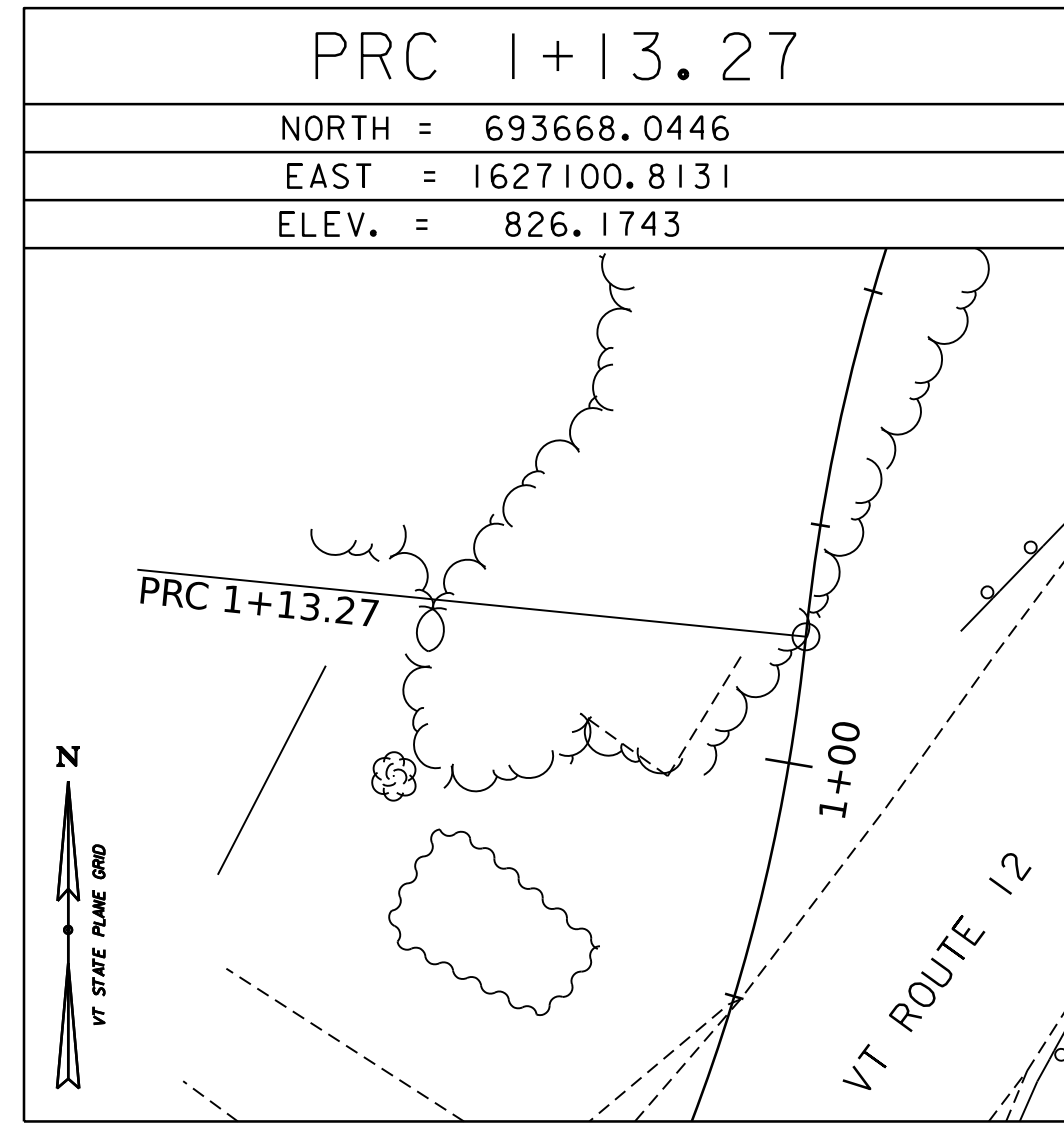 PRC 1+13.27
NORTH = 693668.0446
EAST = 1627100.8131
ELEV. = 826.1743
PRC 1+13.27
1+00
N
VT STATE PLANE GRID
VT ROUTE 12